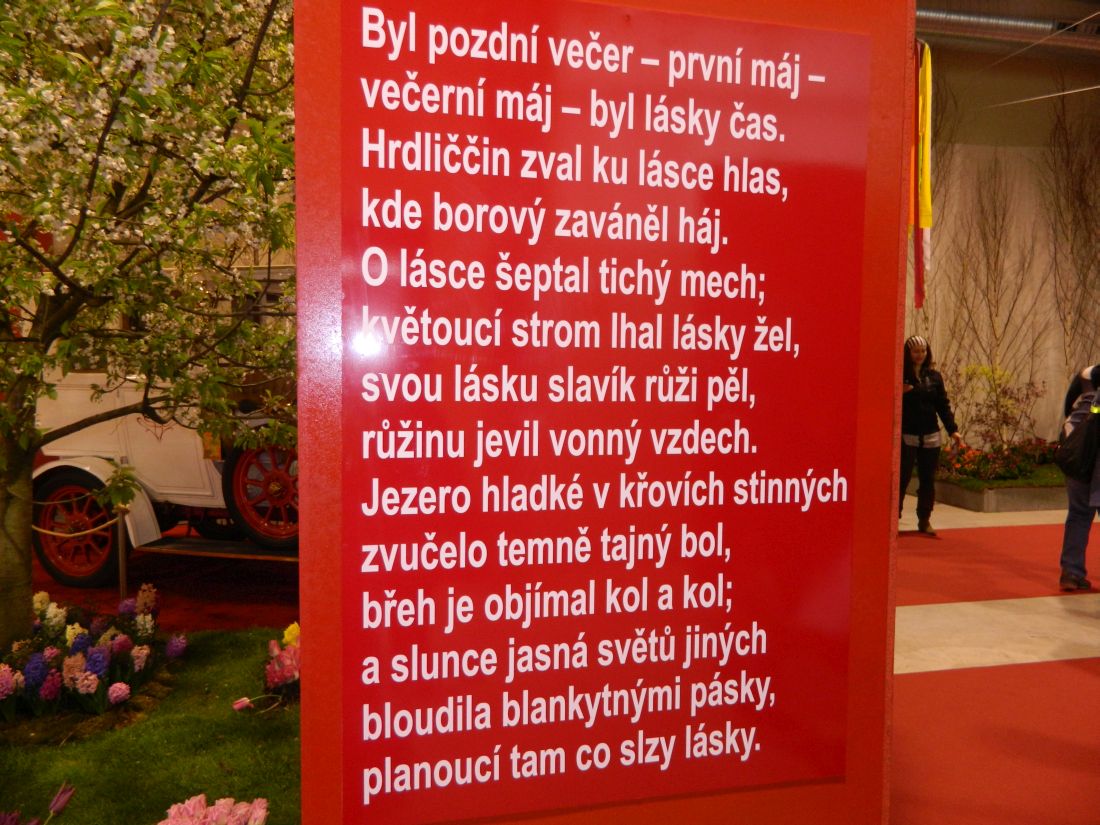 Byl pozdní večer – první máj –
večerní máj – byl lásky čas.
Hrdliččin zval ku lásce hlas,
kde borový zaváněl háj.
O lásce šeptal tichý mech;
květoucí strom lhal lásky žel,
svou lásku slavík růži pěl,
růžinu jevil vonný vzdech.
Jezero hladké v křovích stinných
zvučelo temně tajný bol,
břeh je objímal kol a kol;
a slunce jasná světů jiných
bloudila blankytnými pásky,
planoucí tam co slzy lásky.